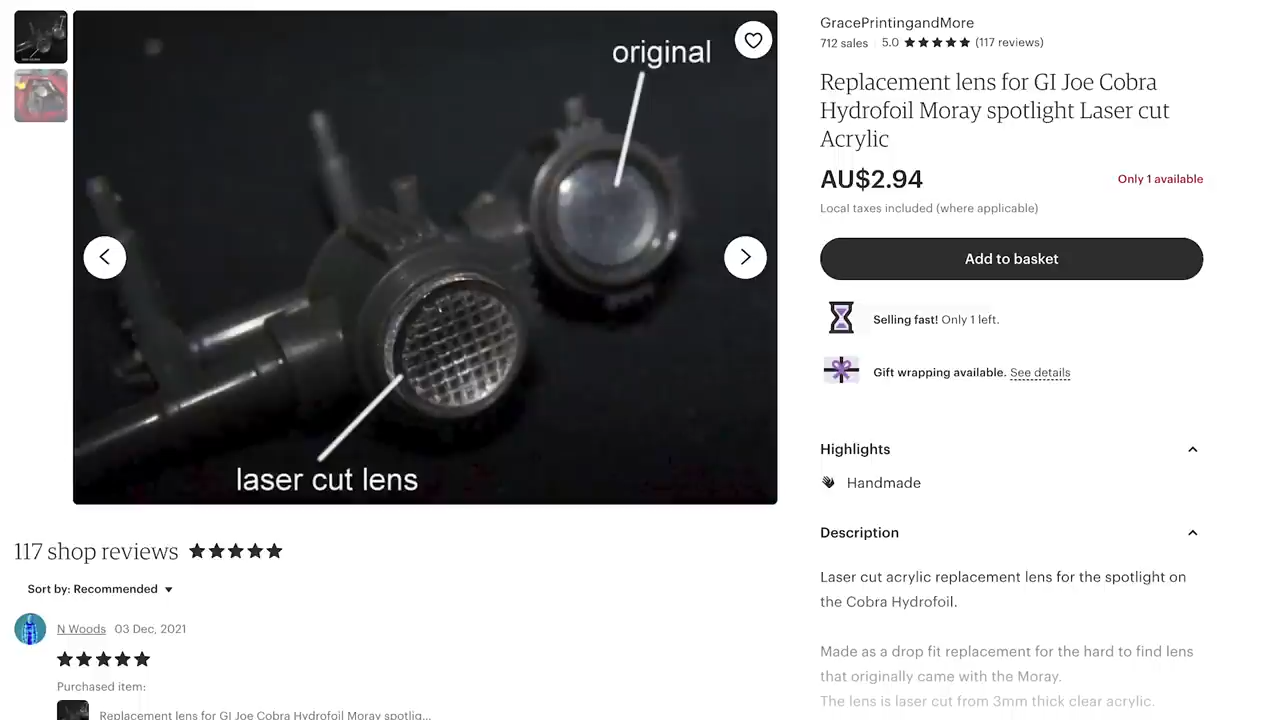 original
laser cut lens
GracePrintingandMore
712 sales 5.0 ★★★★★ (117 reviews)
Replacement lens for GI Joe Cobra
Hydrofoil Moray spotlight Laser cut
Acrylic
AU$2.94
Only 1 available
Local taxes included (where applicable)
Add to basket
Selling fast! Only 1 left.
Gift wrapping available. See details
Highlights
Handmade
Description
Laser cut acrylic replacement lens for the spotlight on
the Cobra Hydrofoil.
Made as a drop fit replacement for the hard to find lens
that originally came with the Moray.
The lens is laser cut from 3mm thick clear acrylic.
117 shop reviews ★★★★★
Sort by: Recommended
N Woods 03 Dec, 2021
★★★★★
Purchased item:
Replacement lens for GI Joe Cobra Hydrofoil Moray spotlig...